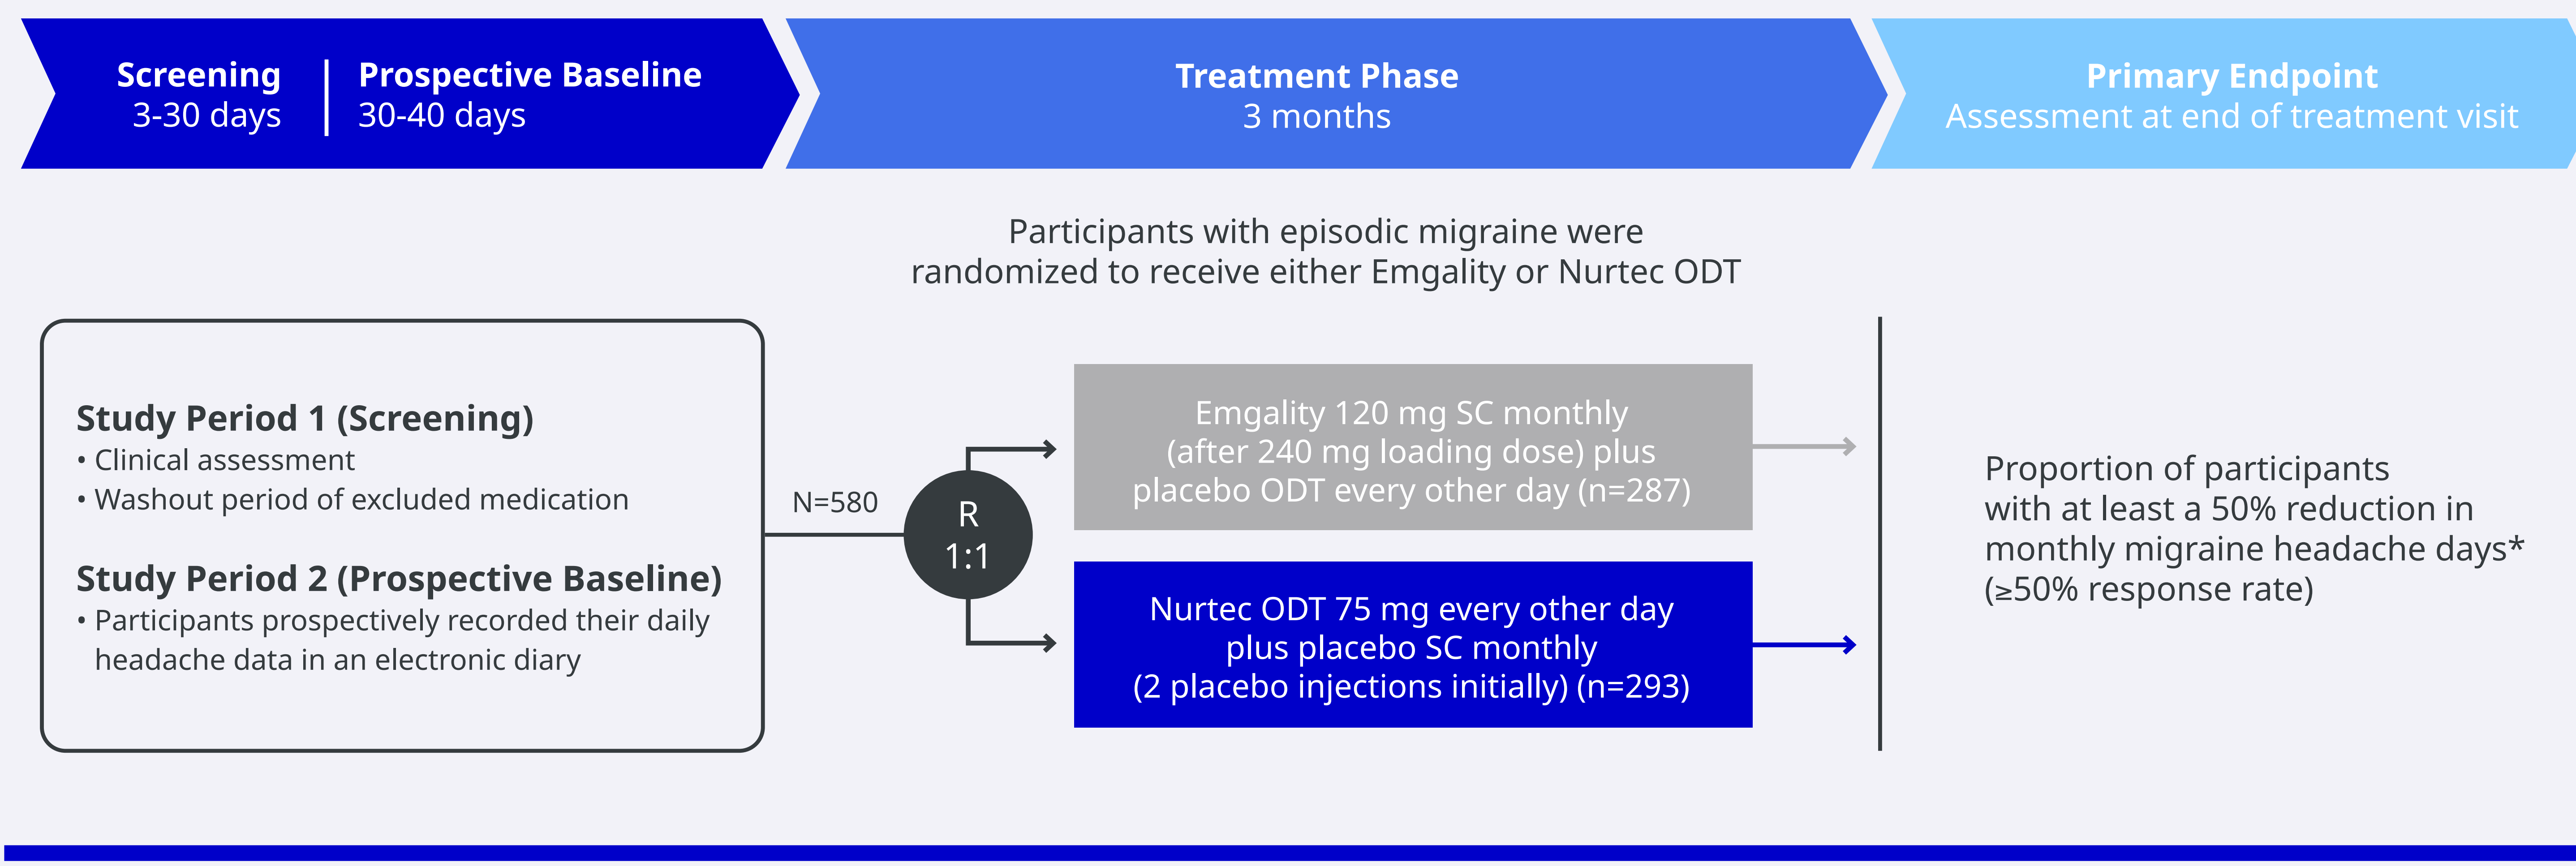 Screening
3-30 days
Prospective Baseline
30-40 days
Treatment Phase
3 months
Primary Endpoint
Assessment at end of treatment visit
Participants with episodic migraine were
randomized to receive either Emgality or Nurtec ODT
Study Period 1 (Screening)
• Clinical assessment
• Washout period of excluded medication
Study Period 2 (Prospective Baseline)
• Participants prospectively recorded their daily
headache data in an electronic diary
N=580
R
1:1
Emgality 120 mg SC monthly
(after 240 mg loading dose) plus
placebo ODT every other day (n=287)
Nurtec ODT 75 mg every other day
plus placebo SC monthly
(2 placebo injections initially) (n=293)
Proportion of participants
with at least a 50% reduction in
monthly migraine headache days*
(≥50% response rate)